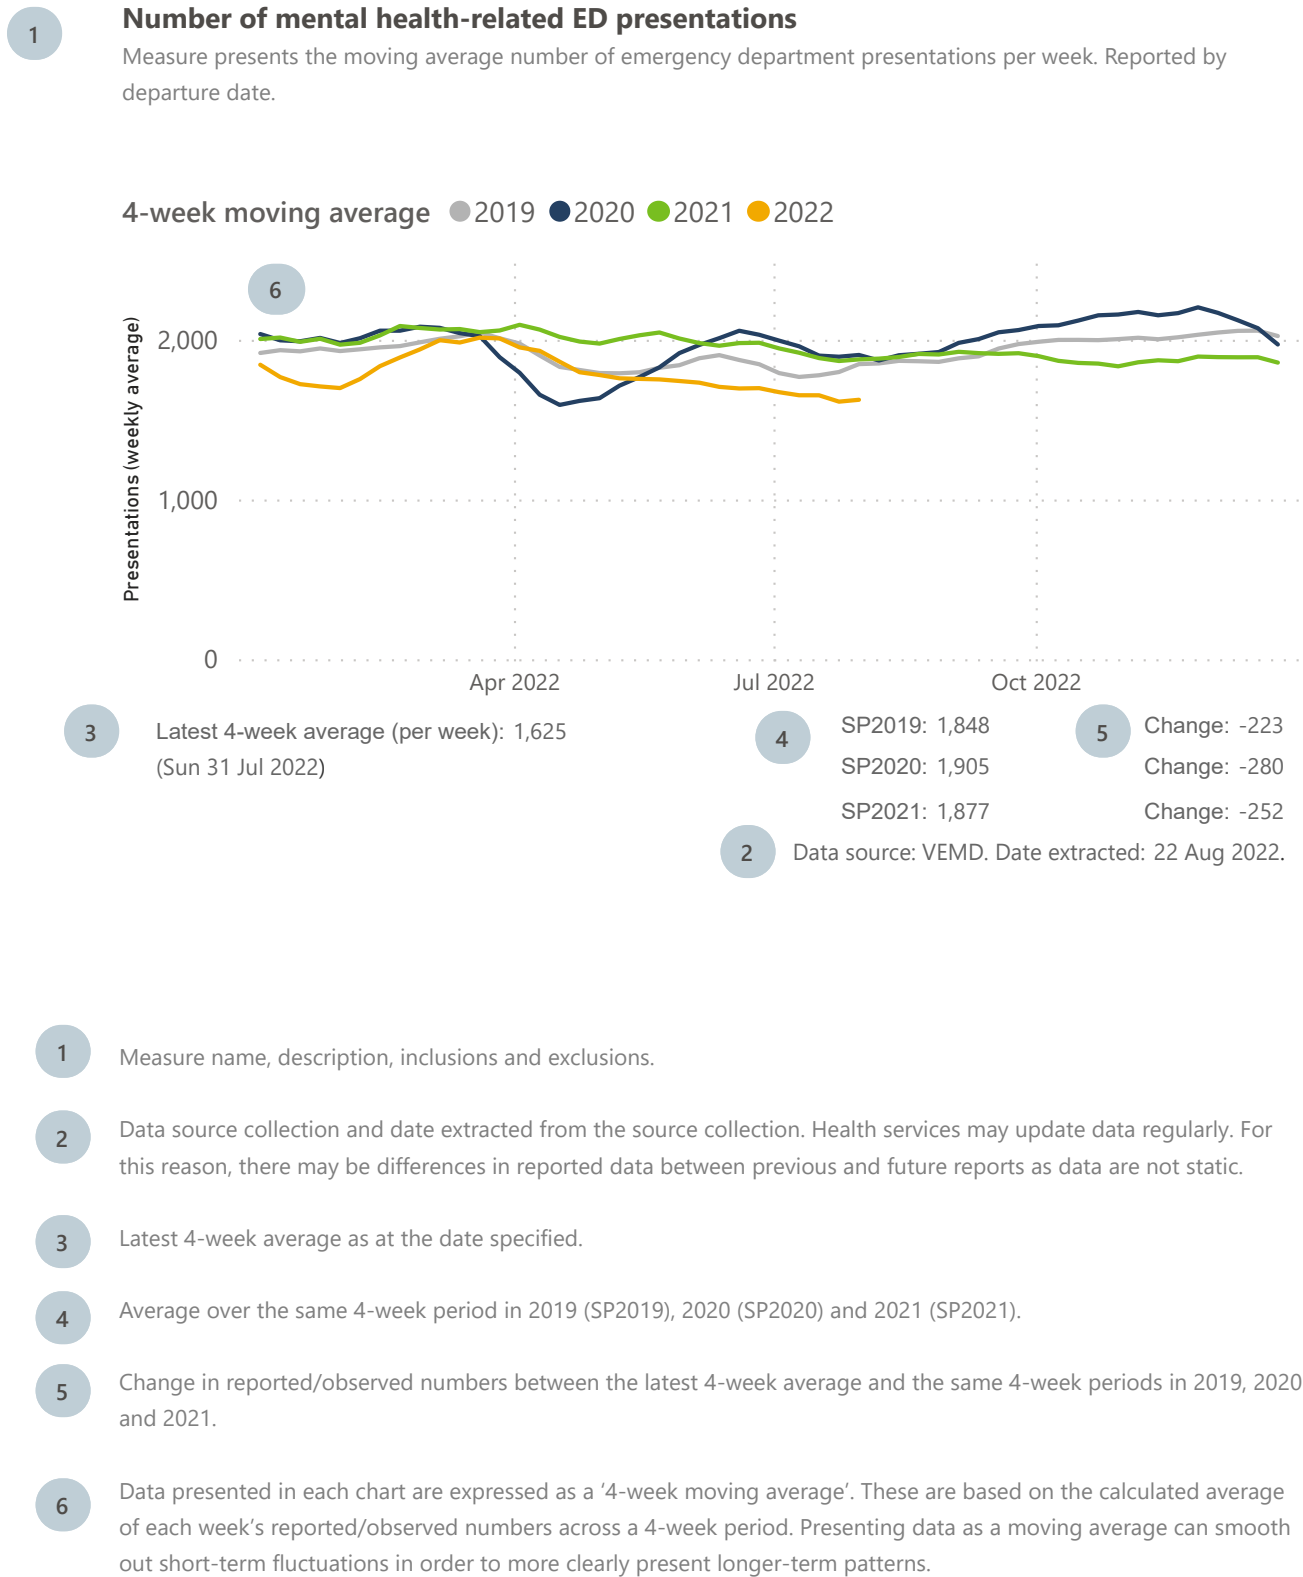 1
Number of mental health-related ED presentations
Measure presents the moving average number of emergency department presentations per week. Reported by
departure date.
4-week moving average 2019 2020 2021 2022
6
Presentations (weekly average)
2,000
1,000
0
Apr 2022 Jul 2022 Oct 2022
3 Latest 4-week average (per week): 1,625
(Sun 31 Jul 2022)
4 SP2019: 1,848
SP2020: 1,905
SP2021: 1,877
5 Change: -223
Change: -280
Change: -252
2 Data source: VEMD. Date extracted: 22 Aug 2022.
1 Measure name, description, inclusions and exclusions.
2 Data source collection and date extracted from the source collection. Health services may update data regularly. For
this reason, there may be differences in reported data between previous and future reports as data are not static.
3 Latest 4-week average as at the date specified.
4 Average over the same 4-week period in 2019 (SP2019), 2020 (SP2020) and 2021 (SP2021).
5 Change in reported/observed numbers between the latest 4-week average and the same 4-week periods in 2019, 2020
and 2021.
6 Data presented in each chart are expressed as a ’4-week moving average’. These are based on the calculated average
of each week’s reported/observed numbers across a 4-week period. Presenting data as a moving average can smooth
out short-term fluctuations in order to more clearly present longer-term patterns.